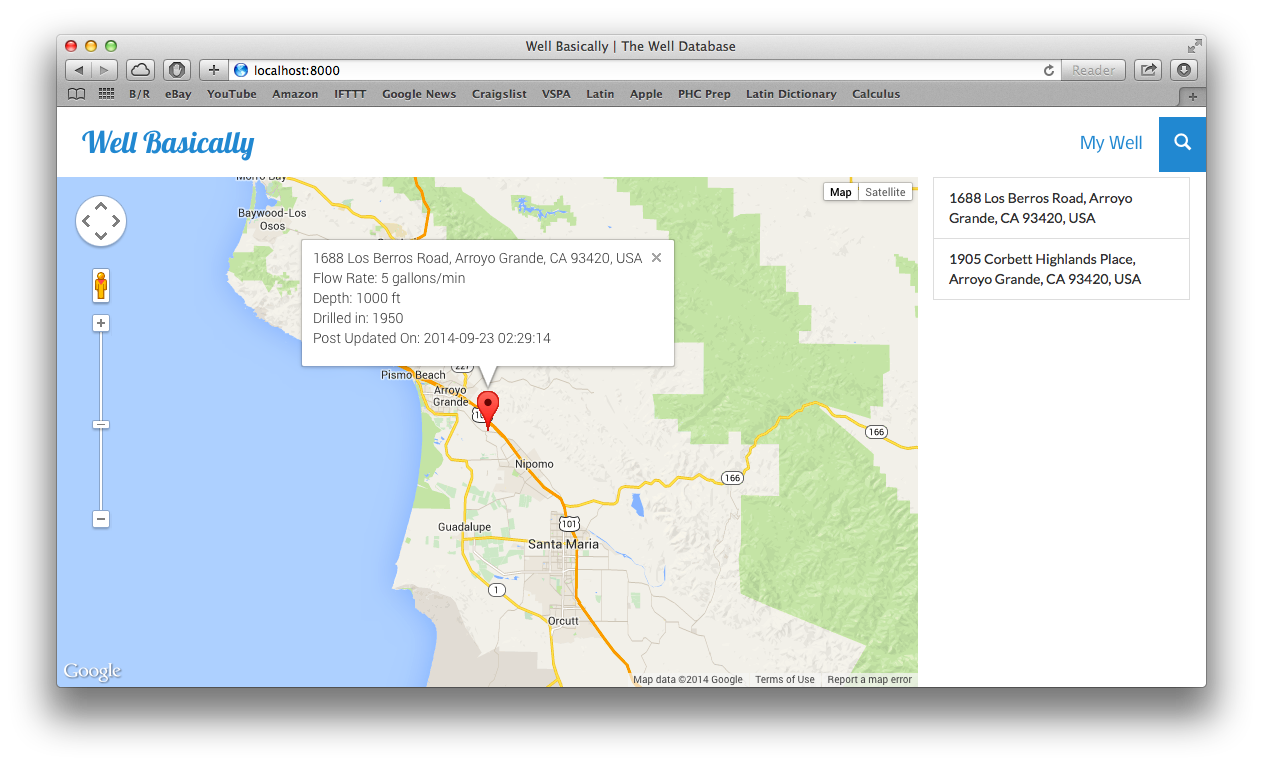 Well Basically | The Well Database
localhost:8000
Reader
B/R eBay YouTube Amazon IFTTT Google News Craigslist VSPA Latin Apple PHC Prep Latin Dictionary Calculus
Well Basically
My Well
Morro Bay
Map Satellite
Baywood-Los
Osos
1688 Los Berros Road, Arroyo Grande, CA 93420, USA
Flow Rate: 5 gallons/min
Depth: 1000 ft
Drilled in: 1950
Post Updated On: 2014-09-23 02:29:14
227
Pismo Beach
Arroyo
Grande
166
Nipomo
166
101
Guadalupe
Santa Maria
1
Orcutt
Google
Map data ©2014 Google Terms of Use Report a map error
1688 Los Berros Road, Arroyo
Grande, CA 93420, USA
1905 Corbett Highlands Place,
Arroyo Grande, CA 93420, USA